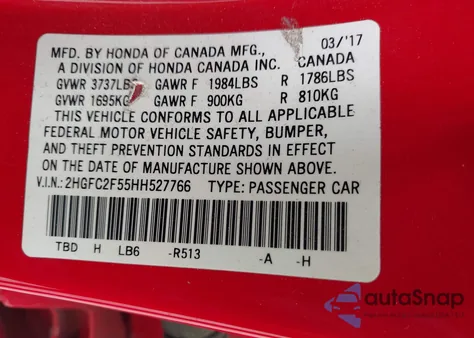 MFD. BY HONDA OF CANADA MFG., 03/'17
A DIVISION OF HONDA CANADA INC. CANADA
GVWR 3737LBS GAWR F 1984LBS R 1786LBS
GVWR 1695KG GAWR F 900KG R 810KG
THIS VEHICLE CONFORMS TO ALL APPLICABLE
FEDERAL MOTOR VEHICLE SAFETY, BUMPER,
AND THEFT PREVENTION STANDARDS IN EFFECT
ON THE DATE OF MANUFACTURE SHOWN ABOVE.
V.I.N.: 2HGFC2F55HH527766 TYPE: PASSENGER CAR
TBD H LB6 -R513 -A -H
autoSnap